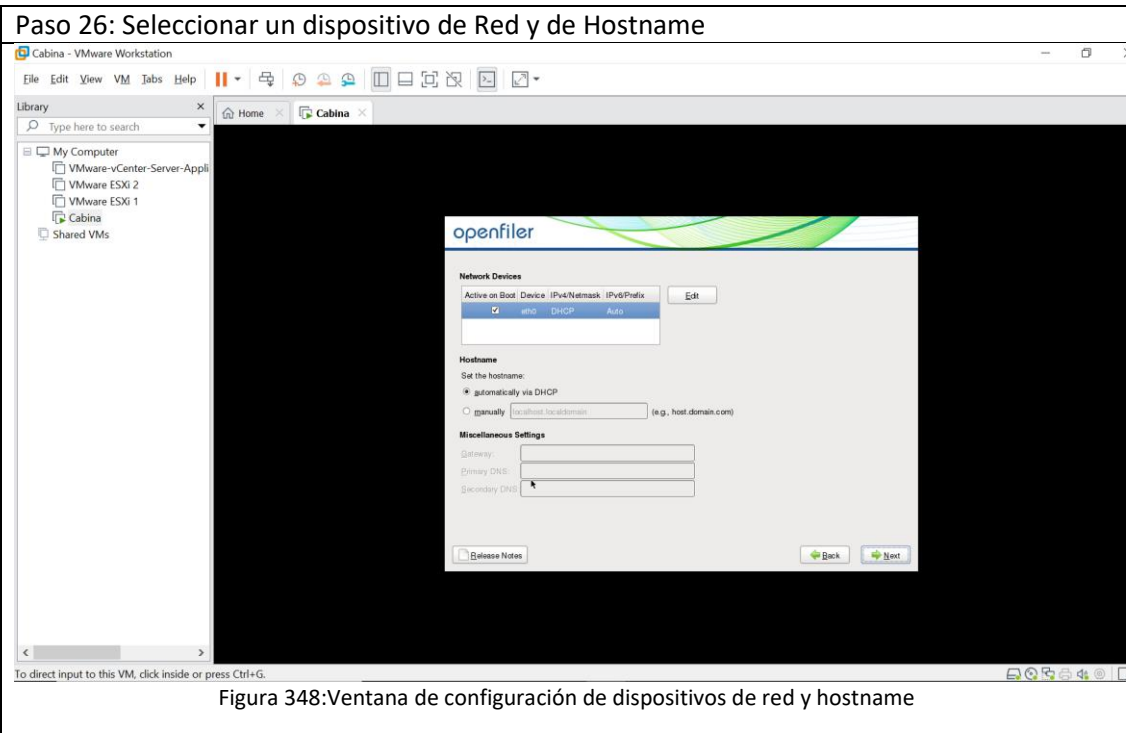 Paso 26: Seleccionar un dispositivo de Red y de Hostname
Cabina - VMware Workstation
File Edit View VM Tabs Help
Library
Home Cabina
Type here to search
My Computer
VMware-vCenter-Server-Appli
VMware ESXi 2
VMware ESXi 1
Cabina
Shared VMs
openfiler
Network Devices
Active on Boot Device IPv4/Netmask IPv6/Prefix Edit
eth0 DHCP Auto
Hostname
Set the hostname:
automatically via DHCP
manually localhost.localdomain (e.g., host.domain.com)
Miscellaneous Settings
Gateway:
Primary DNS:
Secondary DNS:
Release Notes Back Next
To direct input to this VM, click inside or press Ctrl+G.
Figura 348:Ventana de configuración de dispositivos de red y hostname